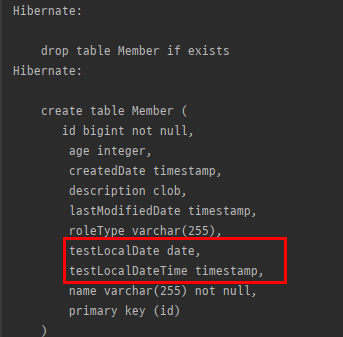 Hibernate:
drop table Member if exists
Hibernate:
create table Member (
id bigint not null,
age integer,
createdDate timestamp,
description clob,
lastModifiedDate timestamp,
roleType varchar(255),
testLocalDate date,
testLocalDateTime timestamp,
name varchar(255) not null,
primary key (id)
)